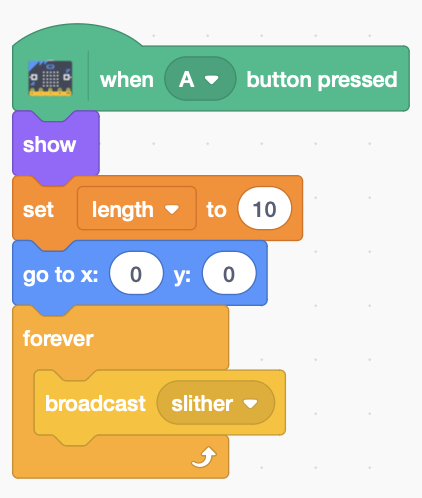 when A button pressed
show
set length to 10
go to x: 0 y: 0
forever
broadcast slither